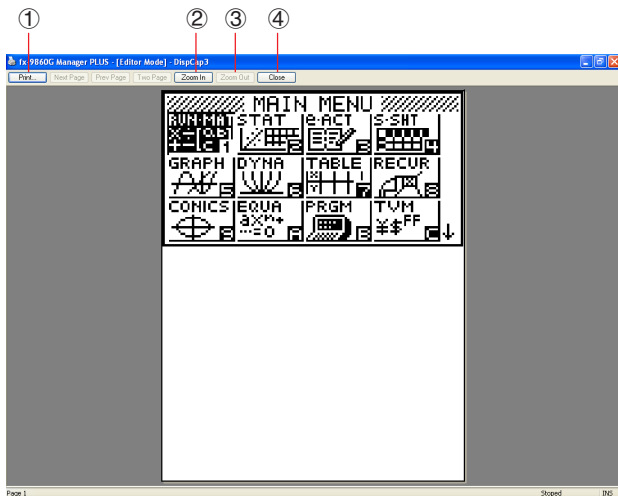 ① ② ③ ④
fx-9860G Manager PLUS - [Editor Mode] - DispCap3
Print... Next Page Prev Page Two Page Zoom In Zoom Out Close
MAIN MENU
RUN·MAT STAT e·ACT S·SHT
GRAPH DYNA TABLE RECUR
CONICS EQUA PRGM TVM
Page 1 Stoped INS